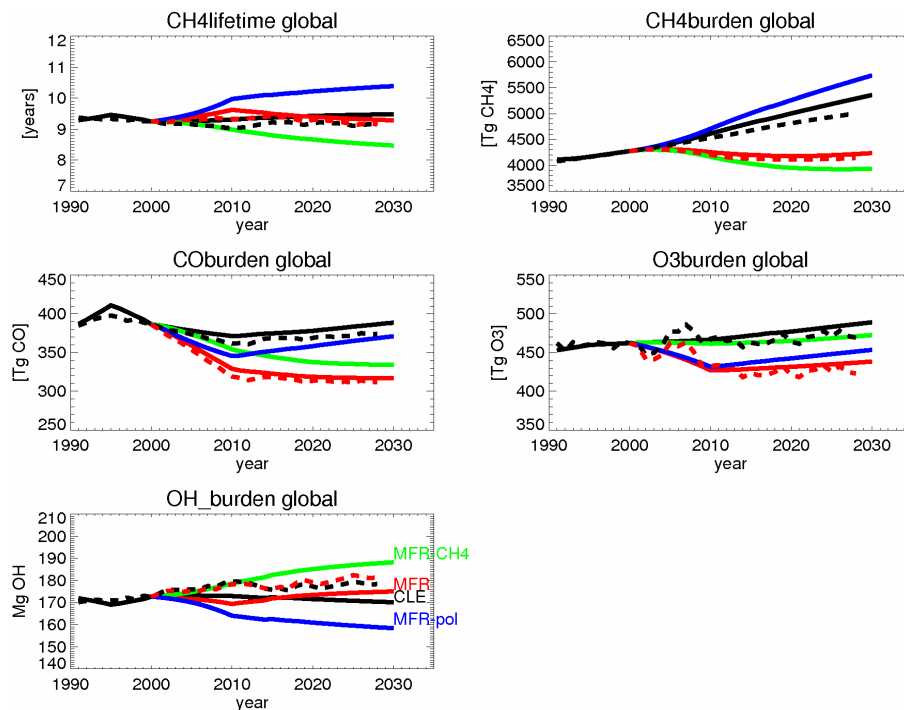 CH4lifetime global
12
11
10
9
8
7
[years]
1990 2000 2010 2020 2030
year
CH4burden global
6500
6000
5500
5000
4500
4000
3500
[Tg CH4]
1990 2000 2010 2020 2030
year
COburden global
450
400
350
300
250
[Tg CO]
1990 2000 2010 2020 2030
year
O3burden global
550
500
450
400
350
[Tg O3]
1990 2000 2010 2020 2030
year
OH_burden global
210
200
190
180
170
160
150
140
Mg OH
MFR-CH4
MFR
CLE
MFR-pol
1990 2000 2010 2020 2030
year